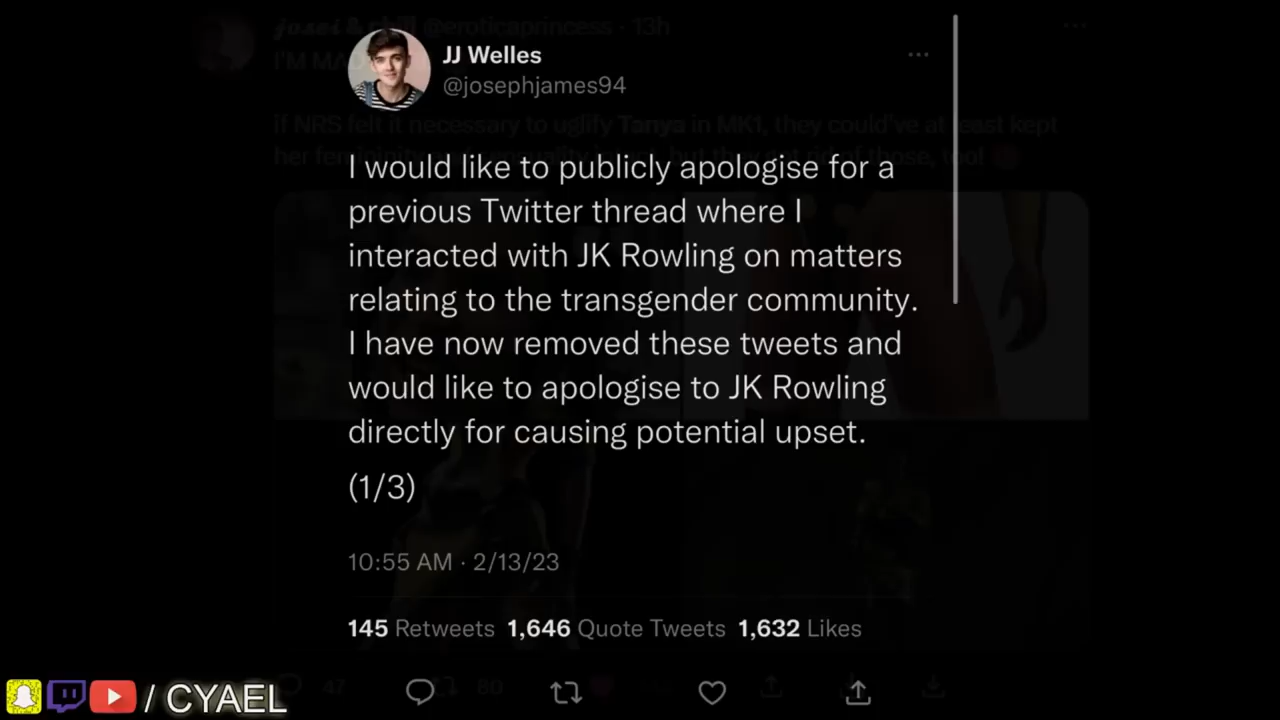 @eroticaprincess · 13h
I'M MA
JJ Welles
@josephjames94
if NRS felt it necessary to uglify Tanya in MK1, they could've at least kept
I would like to publicly apologise for a
previous Twitter thread where I
interacted with JK Rowling on matters
relating to the transgender community.
I have now removed these tweets and
would like to apologise to JK Rowling
directly for causing potential upset.
(1/3)
10:55 AM · 2/13/23
145 Retweets 1,646 Quote Tweets 1,632 Likes
47 80
/ CYAEL